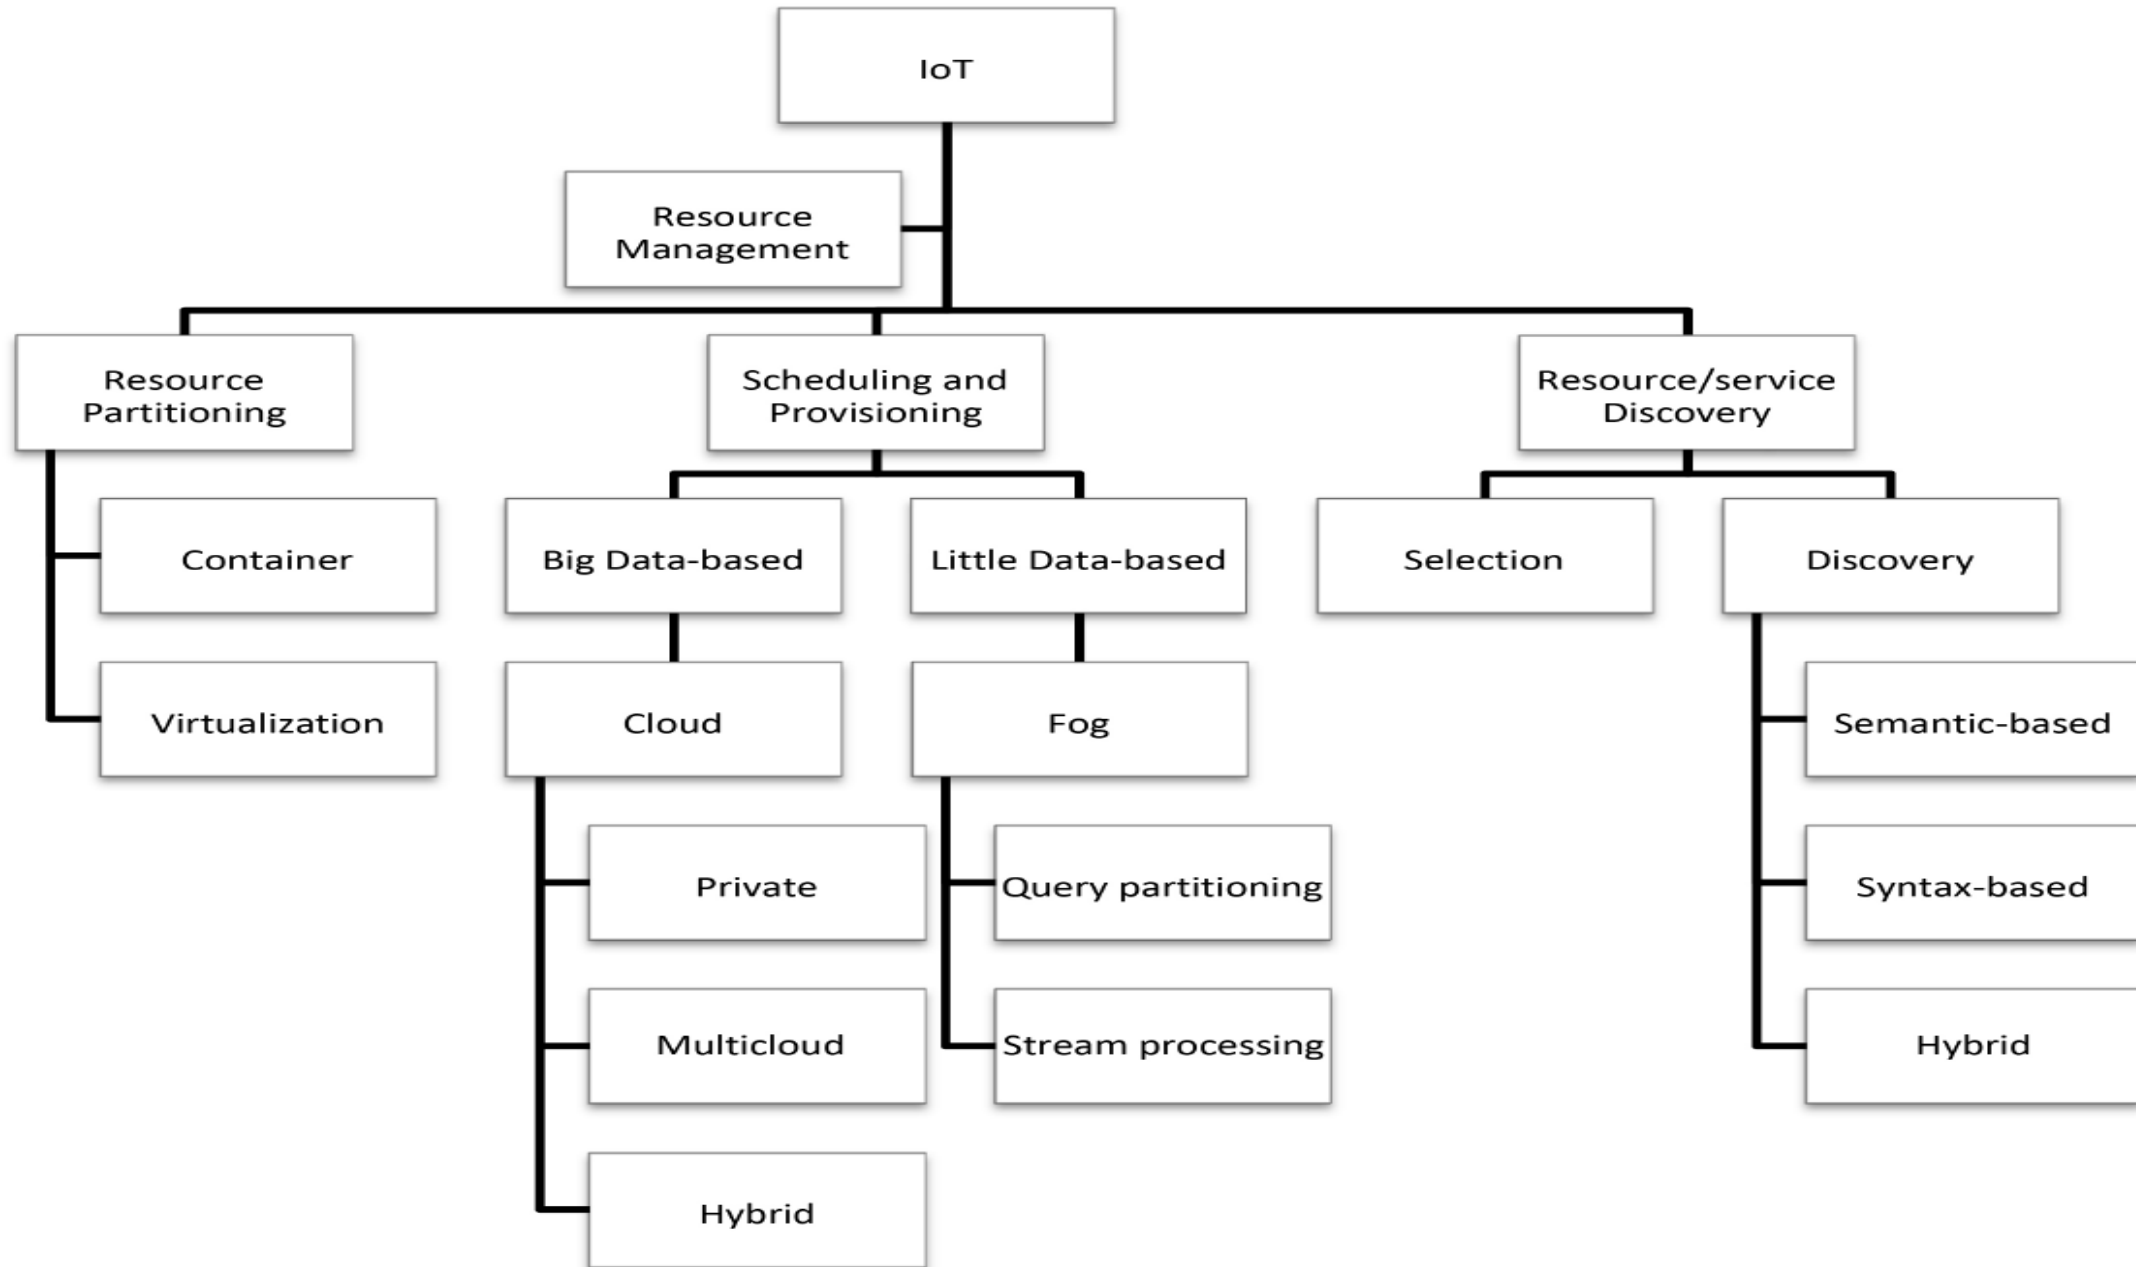 IoT
Resource
Management
Resource
Partitioning
Scheduling and
Provisioning
Resource/service
Discovery
Container
Big Data-based
Little Data-based
Selection
Discovery
Virtualization
Cloud
Fog
Semantic-based
Private
Query partitioning
Syntax-based
Multicloud
Stream processing
Hybrid
Hybrid